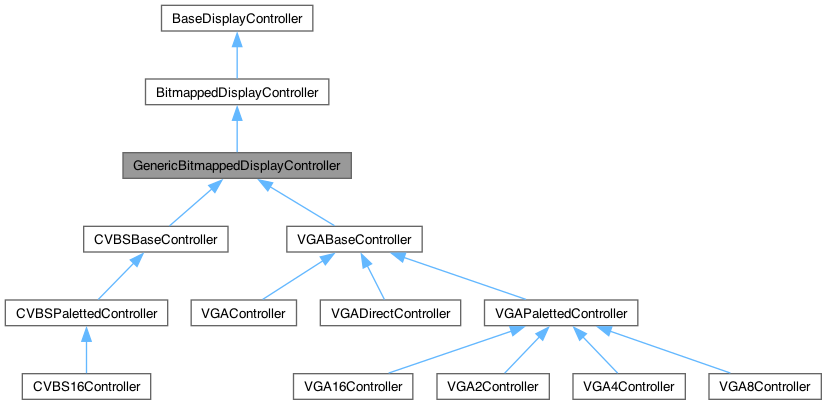 BaseDisplayController
BitmappedDisplayController
GenericBitmappedDisplayController
CVBSBaseController
VGABaseController
CVBSPalettedController
VGAController
VGADirectController
VGAPalettedController
CVBS16Controller
VGA16Controller
VGA2Controller
VGA4Controller
VGA8Controller